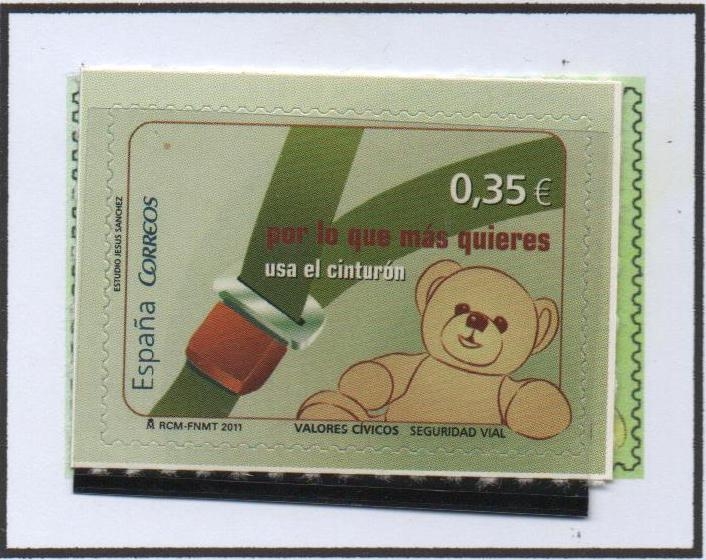 0,35 €
por lo que más quieres
usa el cinturón
España CORREOS
ESTUDIO JESUS SANCHEZ
RCM-FNMT 2011
VALORES CÍVICOS SEGURIDAD VIAL